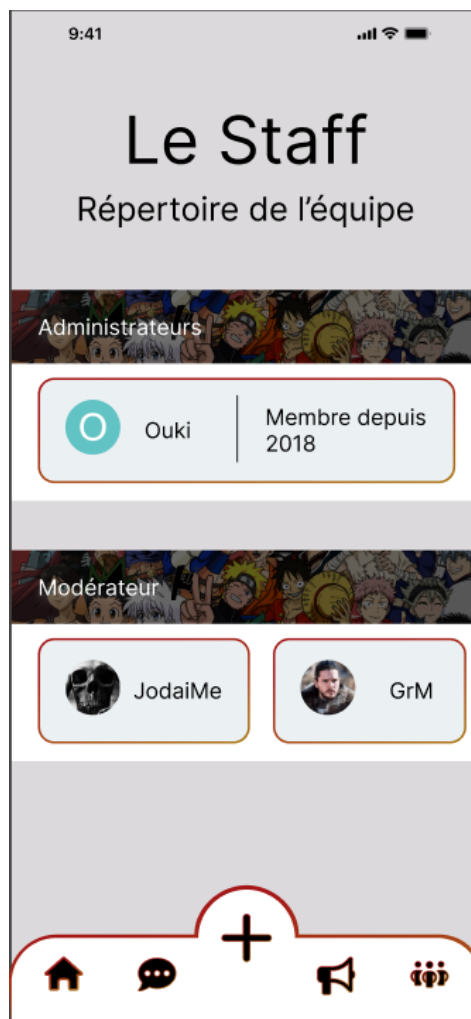 9:41
Le Staff
Répertoire de l’équipe
Administrateurs
O
Ouki
Membre depuis
2018
Modérateur
JodaiMe
GrM